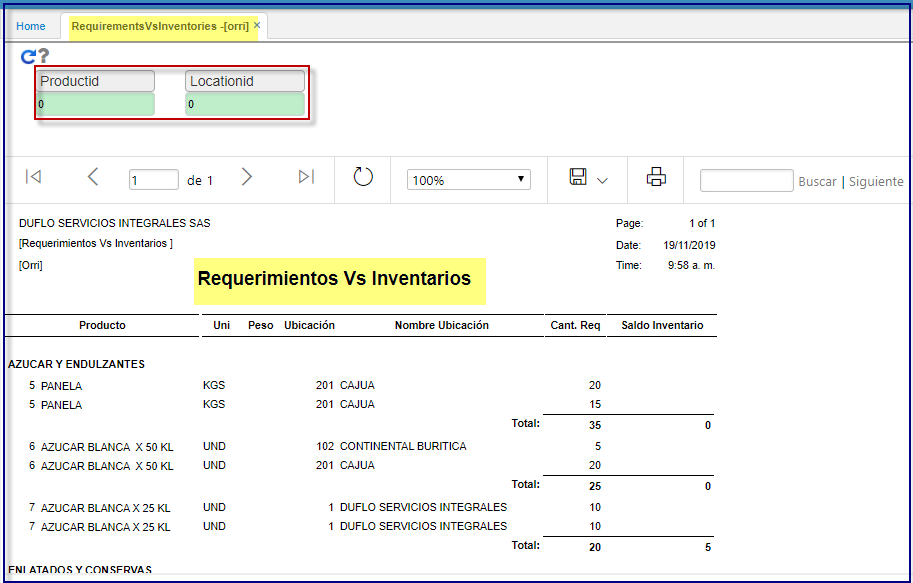 Home RequirementsVsInventories -[orri] ×
?
Productid Locationid
0 0
1 de 1 100% Buscar | Siguiente
DUFLO SERVICIOS INTEGRALES SAS Page: 1 of 1
[Requerimientos Vs Inventarios ] Date: 19/11/2019
[Orri] Time: 9:58 a. m.
Requerimientos Vs Inventarios
Producto Uni Peso Ubicación Nombre Ubicación Cant. Req Saldo Inventario
AZUCAR Y ENDULZANTES
5 PANELA KGS 201 CAJUA 20
5 PANELA KGS 201 CAJUA 15
Total: 35 0
6 AZUCAR BLANCA X 50 KL UND 102 CONTINENTAL BURITICA 5
6 AZUCAR BLANCA X 50 KL UND 201 CAJUA 20
Total: 25 0
7 AZUCAR BLANCA X 25 KL UND 1 DUFLO SERVICIOS INTEGRALES 10
7 AZUCAR BLANCA X 25 KL UND 1 DUFLO SERVICIOS INTEGRALES 10
Total: 20 5
ENLATADOS Y CONSERVAS